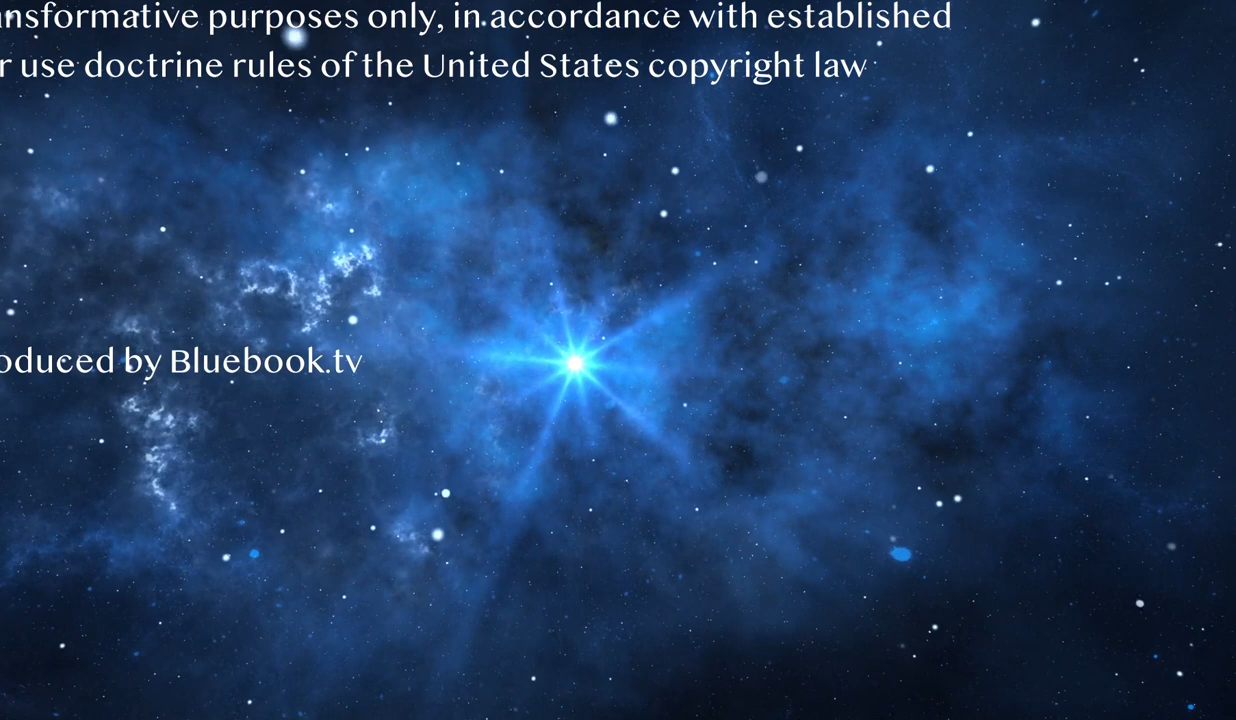 nsformative purposes only, in accordance with established
r use doctrine rules of the United States copyright law
oduced by Bluebook.tv